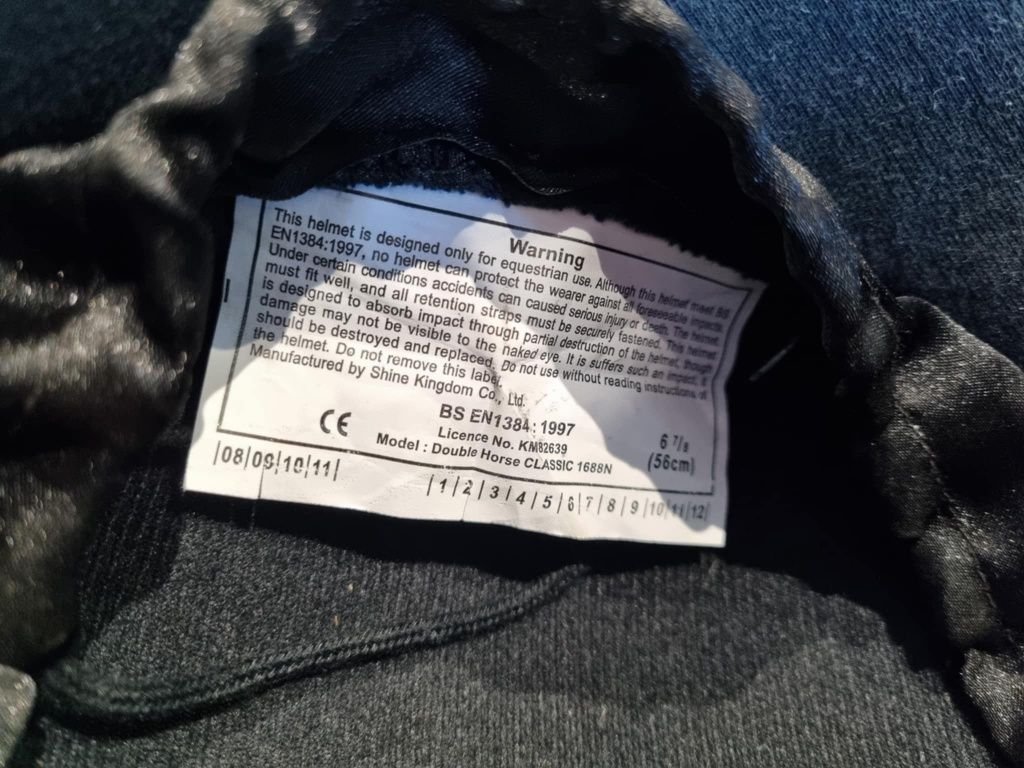 Warning
This helmet is designed only for equestrian use. Although this helmet meet BS
EN1384:1997, no helmet can protect the wearer against all foreseeable impacts.
Under certain conditions accidents can caused serious injury or death. The helmet
must fit well, and all retention straps must be securely fastened. This helmet
is designed to absorb impact through partial destruction of the helmet, though
damage may not be visible to the naked eye. It is suffers such an impact, it
should be destroyed and replaced. Do not use without reading instructions of
the helmet. Do not remove this label.
Manufactured by Shine Kingdom Co., Ltd.
CE
BS EN1384: 1997
Licence No. KM82639
Model : Double Horse CLASSIC 1688N
6 7/8
(56cm)
|08|09|10|11|
|1|2|3|4|5|6|7|8|9|10|11|12|